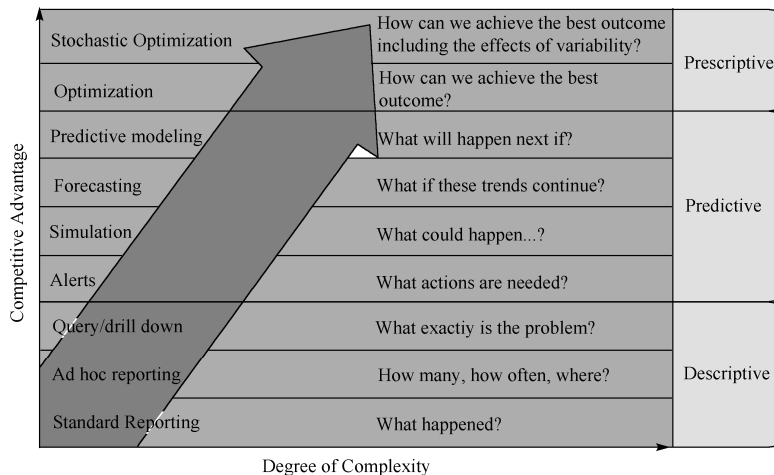 Stochastic Optimization
How can we achieve the best outcome
including the effects of variability?
Prescriptive
Optimization
How can we achieve the best
outcome?
Predictive modeling
What will happen next if?
Forecasting
What if these trends continue?
Predictive
Simulation
What could happen...?
Alerts
What actions are needed?
Query/drill down
What exactiy is the problem?
Ad hoc reporting
How many, how often, where?
Descriptive
Standard Reporting
What happened?
Competitive Advantage
Degree of Complexity